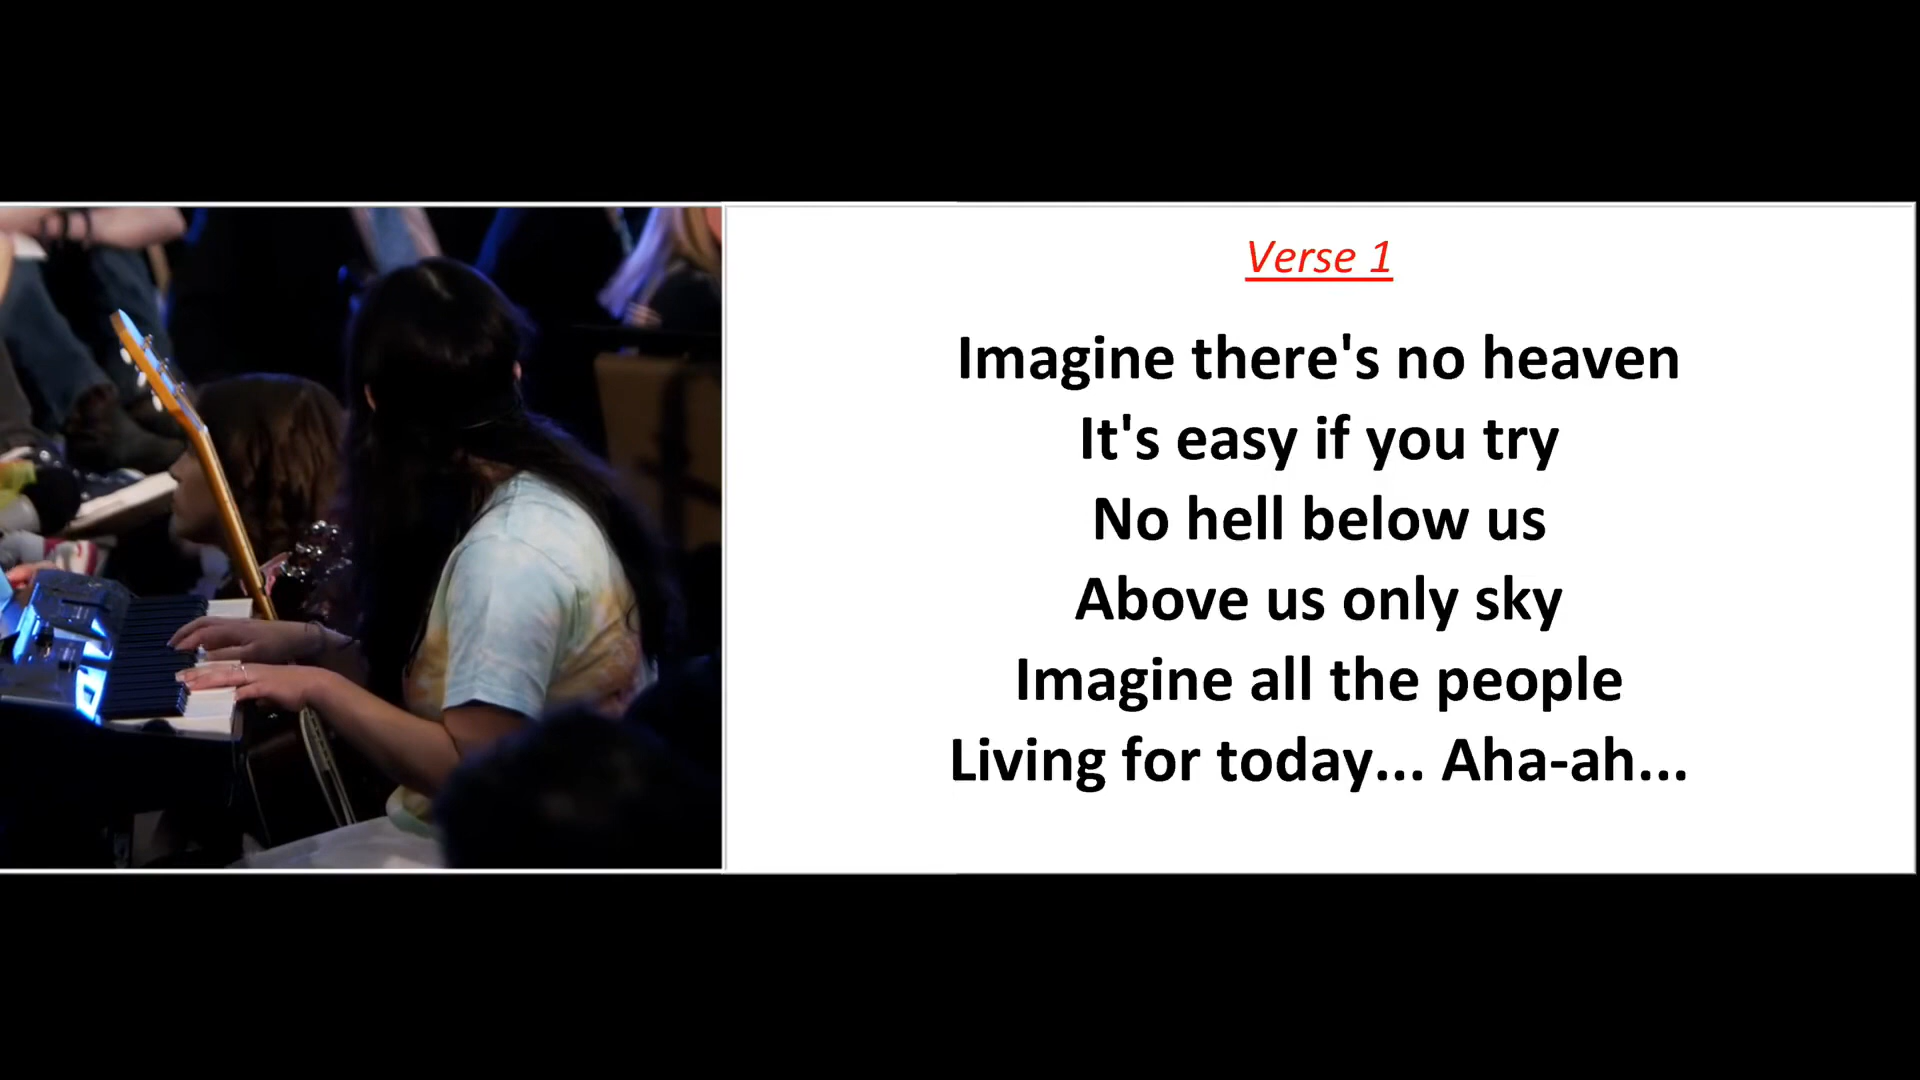 Verse 1
Imagine there's no heaven
It's easy if you try
No hell below us
Above us only sky
Imagine all the people
Living for today... Aha-ah...